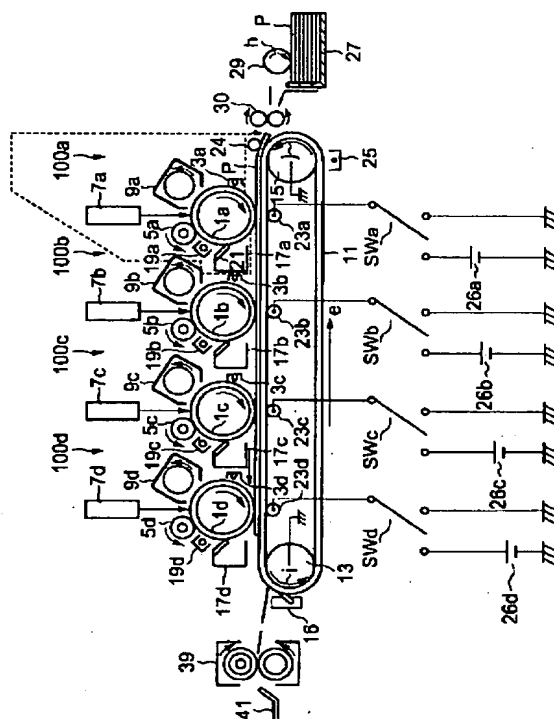 100a
100b
100c
100d
7a
7b
7c
7d
9a
9b
9c
9d
5a
5b
5c
5d
19a
19b
19c
19d
1a
1b
1c
1d
3a
3b
3c
3d
21
P
24
30
29
h
P
27
17a
17b
17c
17d
15
j
25
23a
23b
23c
23d
11
e
13
i
16
39
41
SWa
SWb
SWc
SWd
26a
26b
26c
26d